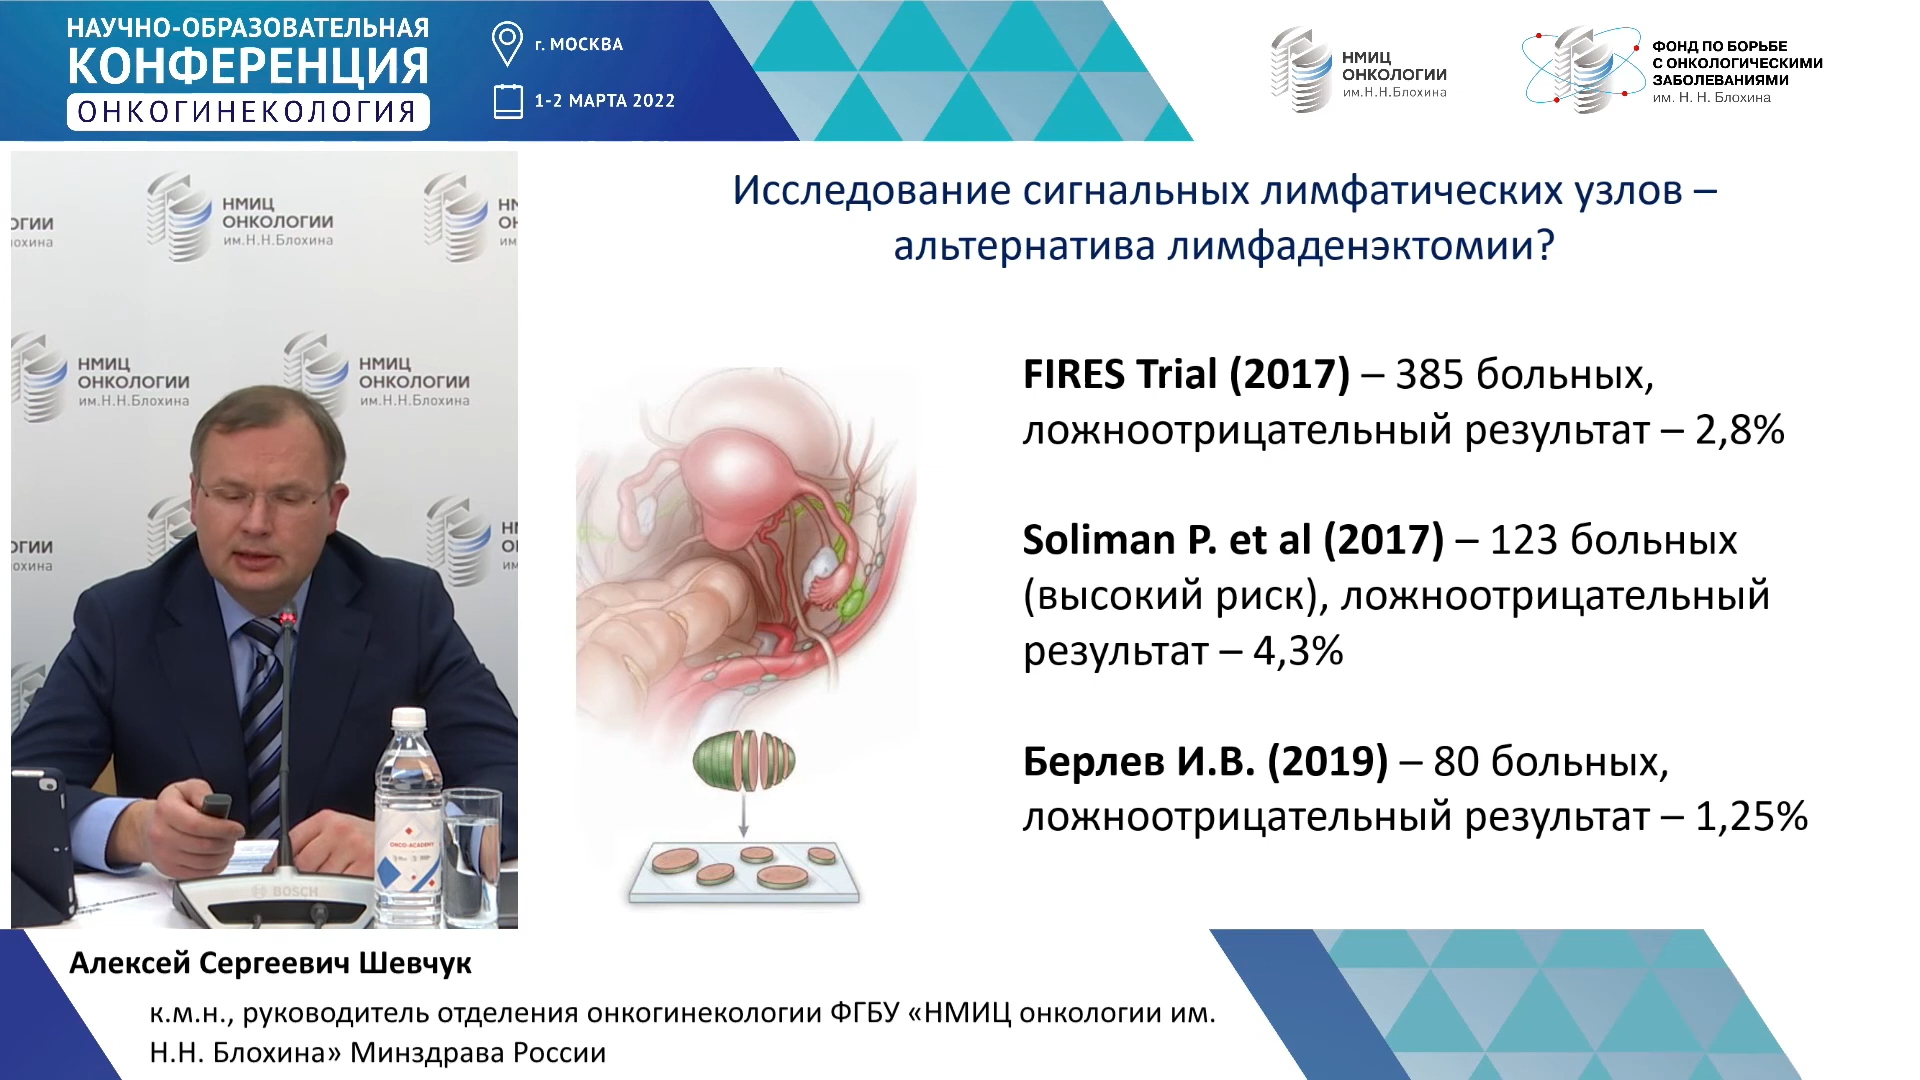 НАУЧНО-ОБРАЗОВАТЕЛЬНАЯ
КОНФЕРЕНЦИЯ
ОНКОГИНЕКОЛОГИЯ
г. МОСКВА
1-2 МАРТА 2022
НМИЦ
ОНКОЛОГИИ
им.Н.Н.Блохина
ФОНД ПО БОРЬБЕ
С ОНКОЛОГИЧЕСКИМИ
ЗАБОЛЕВАНИЯМИ
им. Н. Н. Блохина
НМИЦ
ОНКОЛОГИИ
им.Н.Н.Блохина
НМИЦ
ОНКОЛОГИИ
им.Н.Н.Блохина
НМИЦ
ОНКОЛОГИИ
им.Н.Н.Блохина
ONCO-ACADEMY
BOSCH
Исследование сигнальных лимфатических узлов –
альтернатива лимфаденэктомии?
FIRES Trial (2017) – 385 больных,
ложноотрицательный результат – 2,8%
Soliman P. et al (2017) – 123 больных
(высокий риск), ложноотрицательный
результат – 4,3%
Берлев И.В. (2019) – 80 больных,
ложноотрицательный результат – 1,25%
Алексей Сергеевич Шевчук
к.м.н., руководитель отделения онкогинекологии ФГБУ «НМИЦ онкологии им.
Н.Н. Блохина» Минздрава России